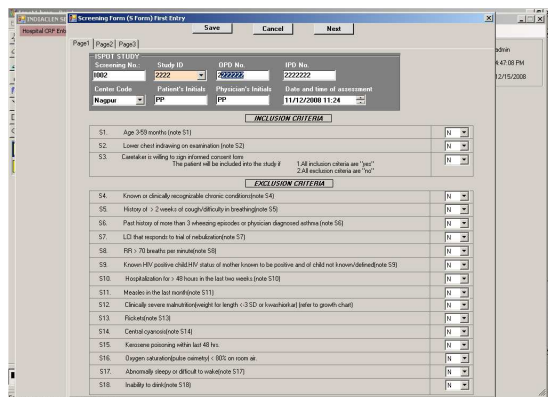 INDIACLEN SE
Screening Form (S Form) First Entry
Hospital CRF Entr
Save Cancel Next
Page1 Page2 Page3
admin
4:47:08 PM
12/15/2008
ISPOT STUDY
Screening No.: Study ID OPD No. IPD No.
I002 2222 2222222 2222222
Center Code Patient's Initials Physician's Initials Date and time of assessment
Nagpur PP PP 11/12/2008 11:24
INCLUSION CRITERIA
S1. Age 3-59 months (note S1) N
S2. Lower chest indrawing on examination (note S2) N
S3. Caretaker is willing to sign informed consent form N
The patient will be included into the study if 1.All inclusion criteria are "yes"
2.All exclusion criteria are "no"
EXCLUSION CRITERIA
S4. Known or clinically recognizable chronic conditions(note S4) N
S5. History of > 2 weeks of cough/difficulty in breathing(note S5) N
S6. Past history of more than 3 wheezing episodes or physician diagnosed asthma (note S6) N
S7. LCI that responds to trial of nebulization(note S7) N
S8. RR > 70 breaths per minute(note S8) N
S9. Known HIV positive child.HIV status of mother known to be positive and of child not known/defined(note S9) N
S10. Hospitalization for > 48 hours in the last two weeks (note S10) N
S11. Measles in the last month(note S11) N
S12. Clinically severe malnutrition(weight for length <-3 SD or kwashiorkar) (refer to growth chart) N
S13 Rickets(note S13) N
S14. Central cyanosis(note S14) N
S15. Kerosene poisoning within last 48 hrs. N
S16. Oxygen saturation(pulse oximetry) < 80% on room air. N
S17. Abnormally sleepy or difficult to wake(note S17) N
S18. Inability to drink(note S18) N